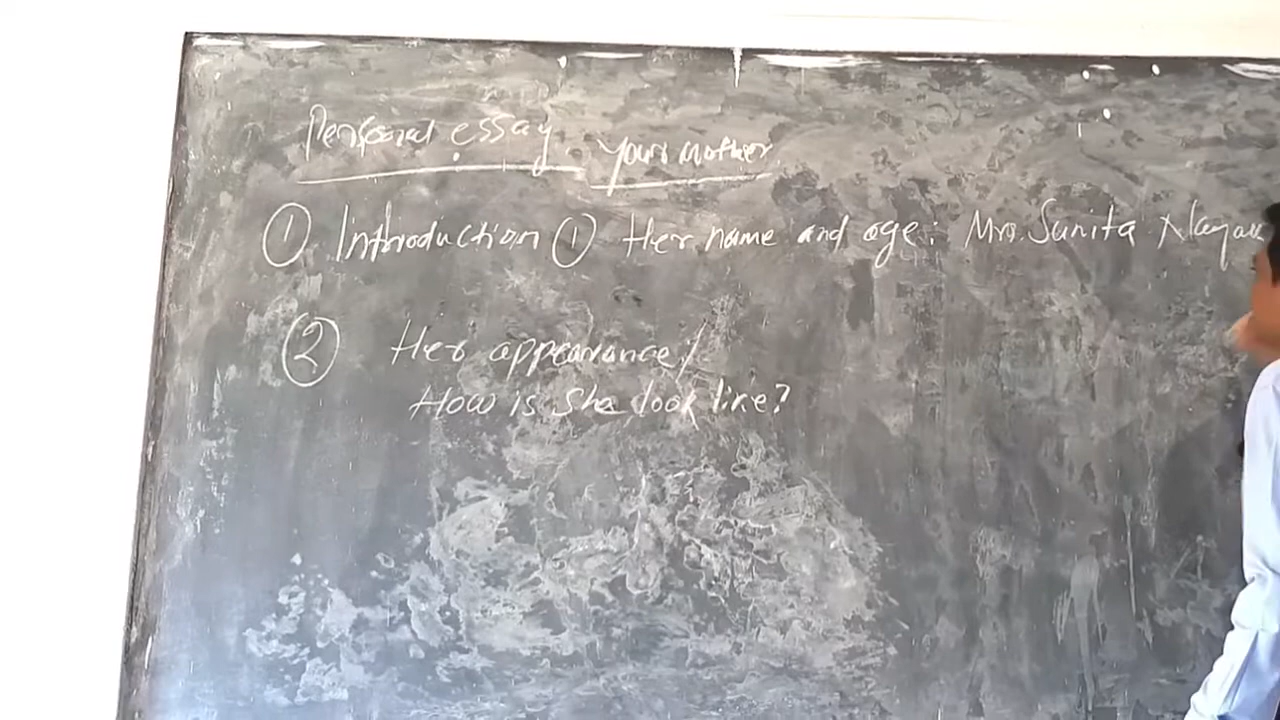 Personal essay. Your mother
① Introduction ① Her name and age: Mrs. Sunita
② Her appearance/
How is She look like?